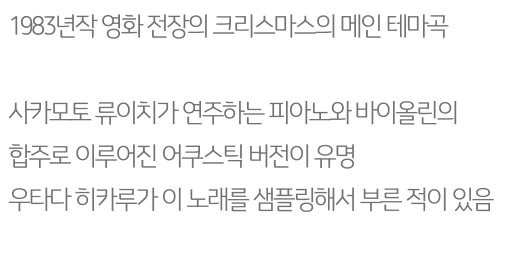 1983년작 영화 전장의 크리스마스의 메인 테마곡
사카모토 류이치가 연주하는 피아노와 바이올린의
합주로 이루어진 어쿠스틱 버전이 유명
우타다 히카루가 이 노래를 샘플링해서 부른 적이 있음